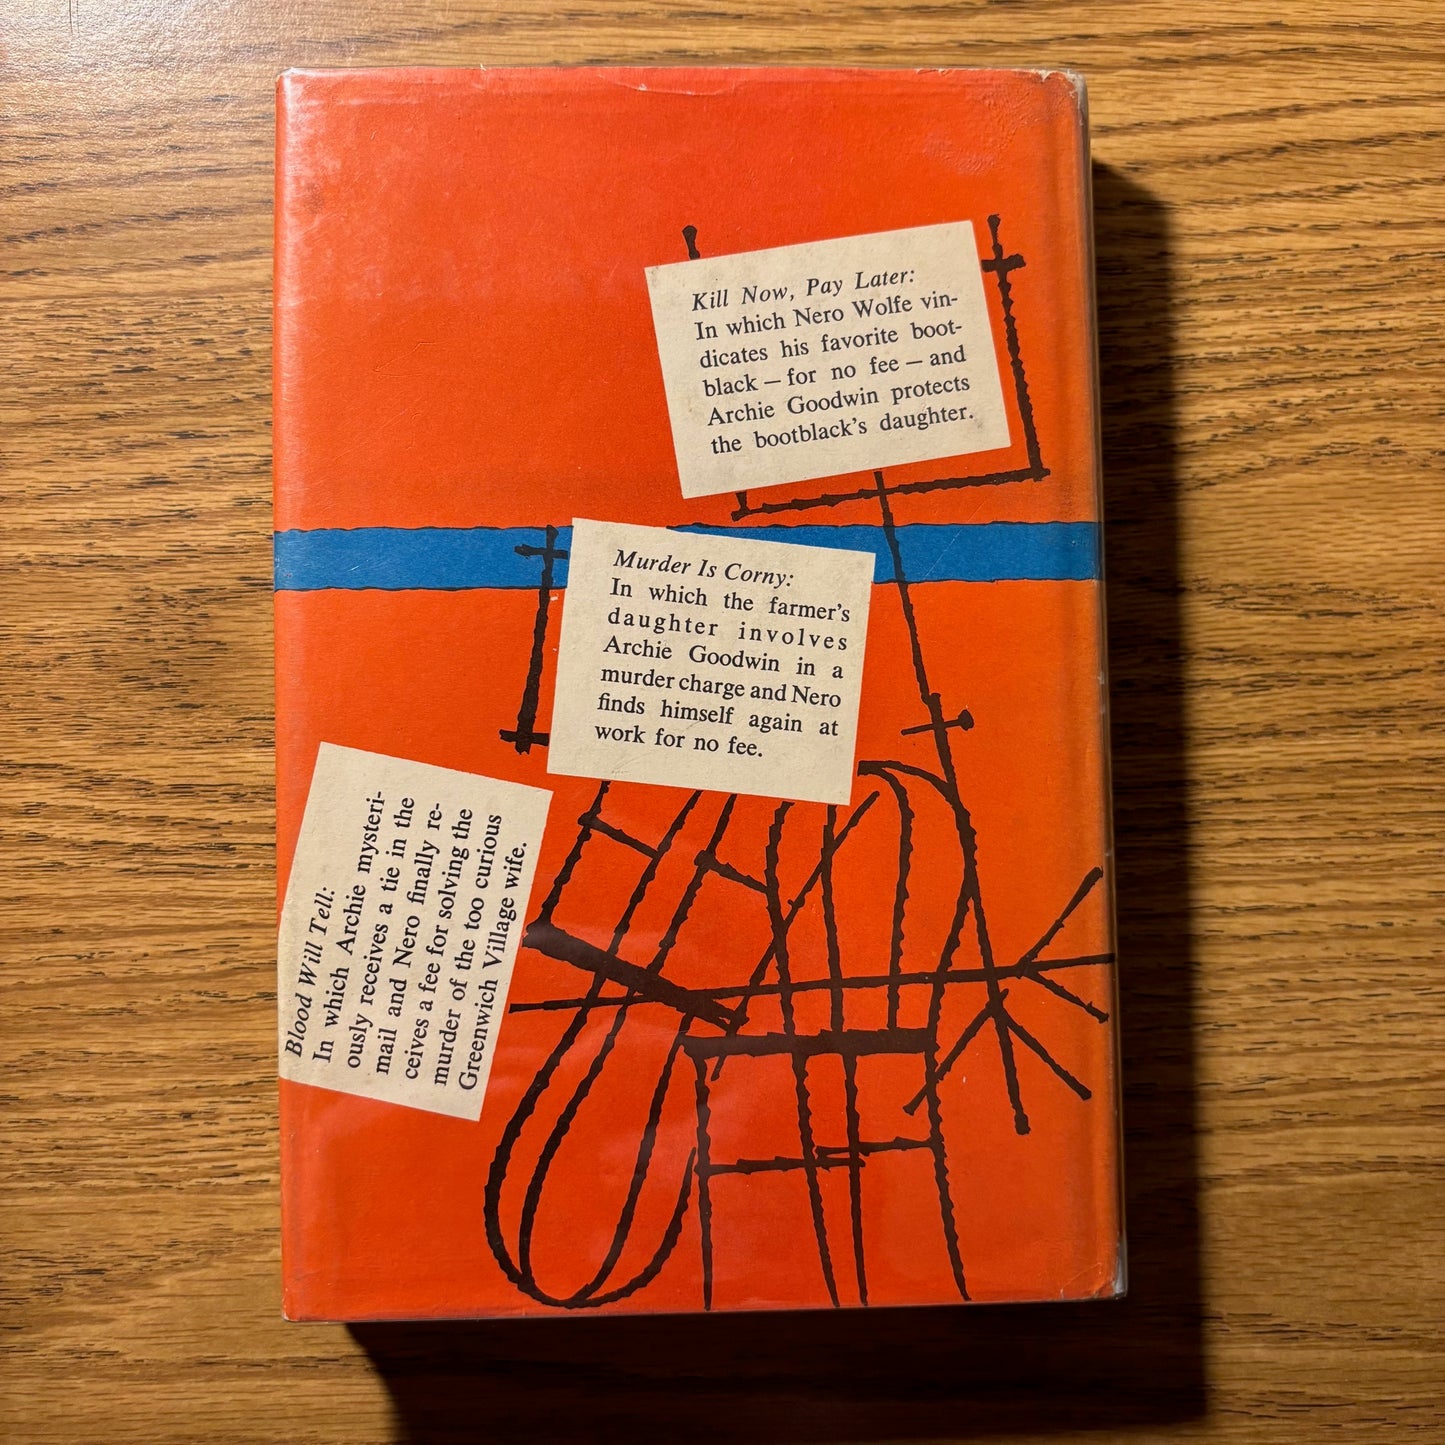 Kill Now, Pay Later:
In which Nero Wolfe vin-
dicates his favorite boot-
black – for no fee – and
Archie Goodwin protects
the bootblack's daughter.
Murder Is Corny:
In which the farmer's
daughter involves
Archie Goodwin in a
murder charge and Nero
finds himself again at
work for no fee.
Blood Will Tell:
In which Archie mysteri-
ously receives a tie in the
mail and Nero finally re-
ceives a fee for solving the
murder of the too curious
Greenwich Village wife.